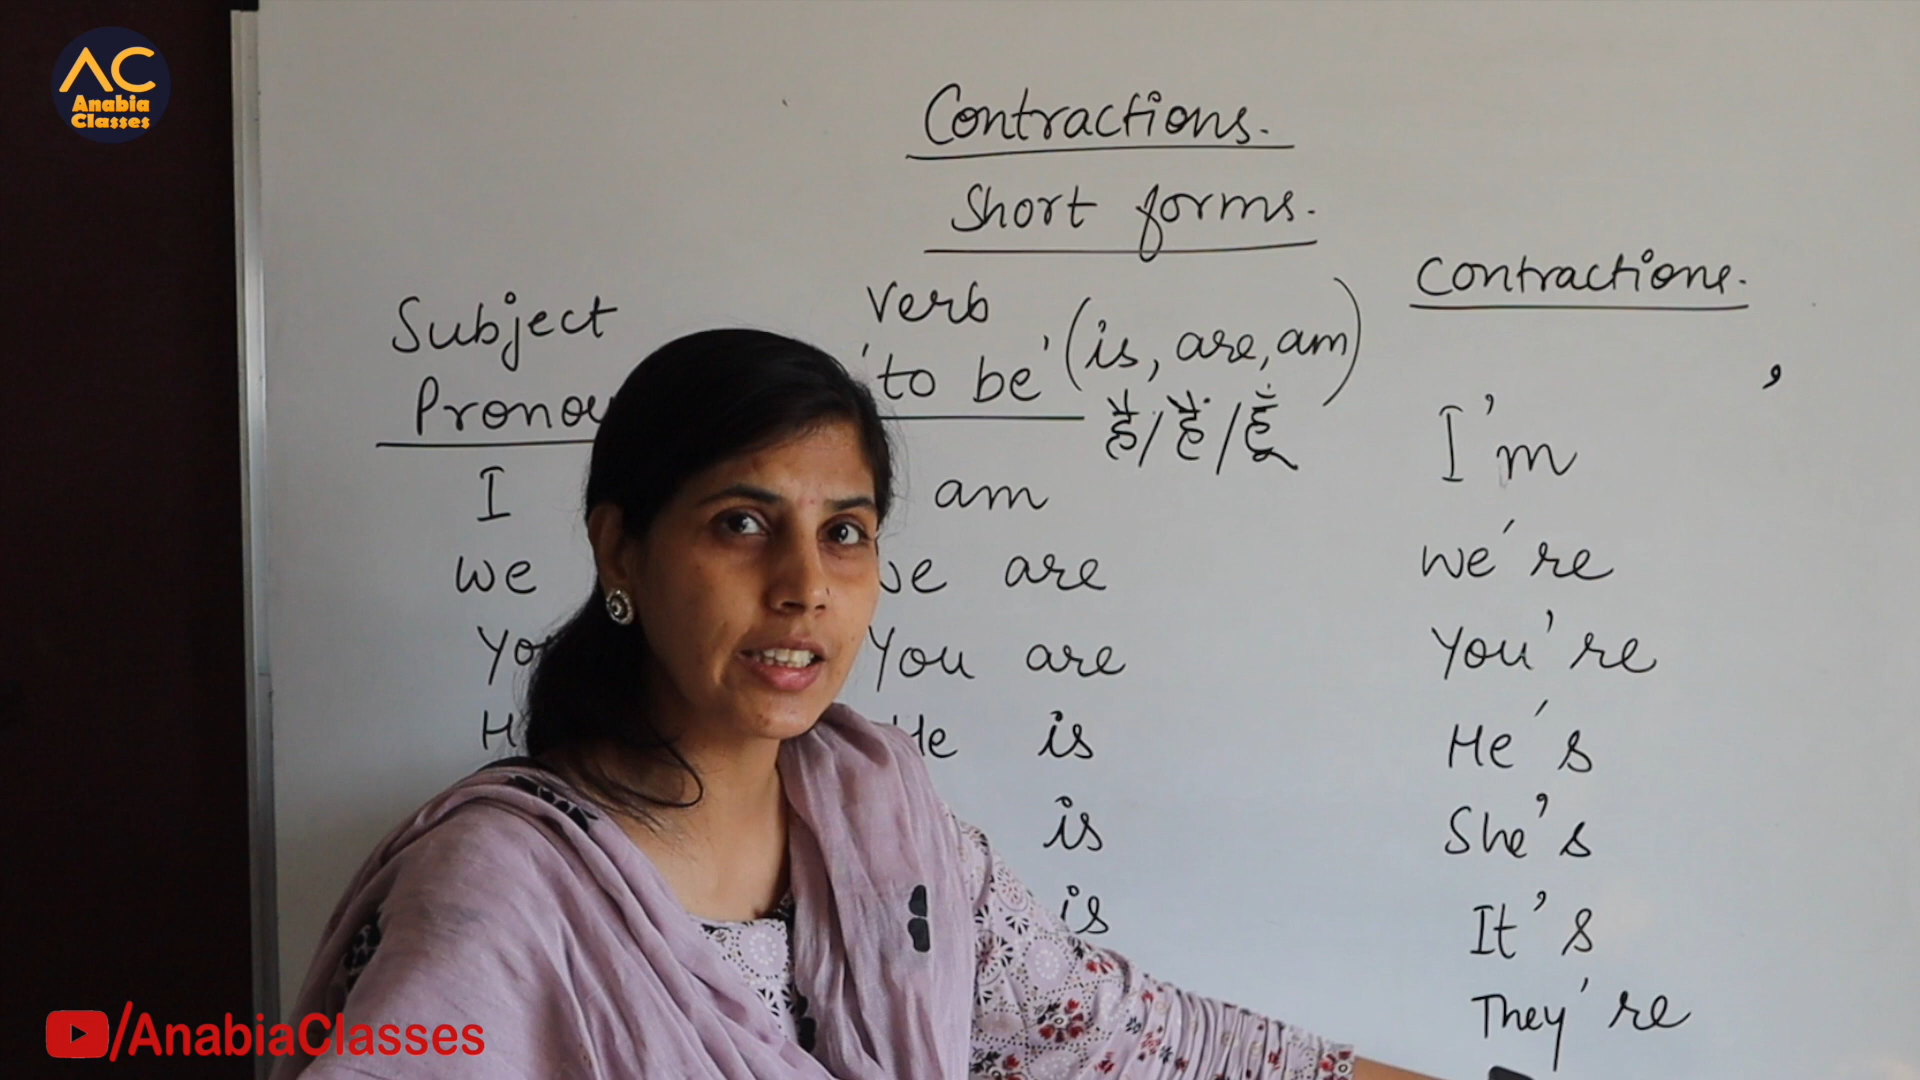 AC
Anabia
Classes
Contractions.
Short forms.
Contractions.
Subject
Verb
'to be' (is, are, am)
है/हैं/हूँ
I am I'm
we are we're
You are You're
He is He's
is She's
is It's
They're
/AnabiaClasses